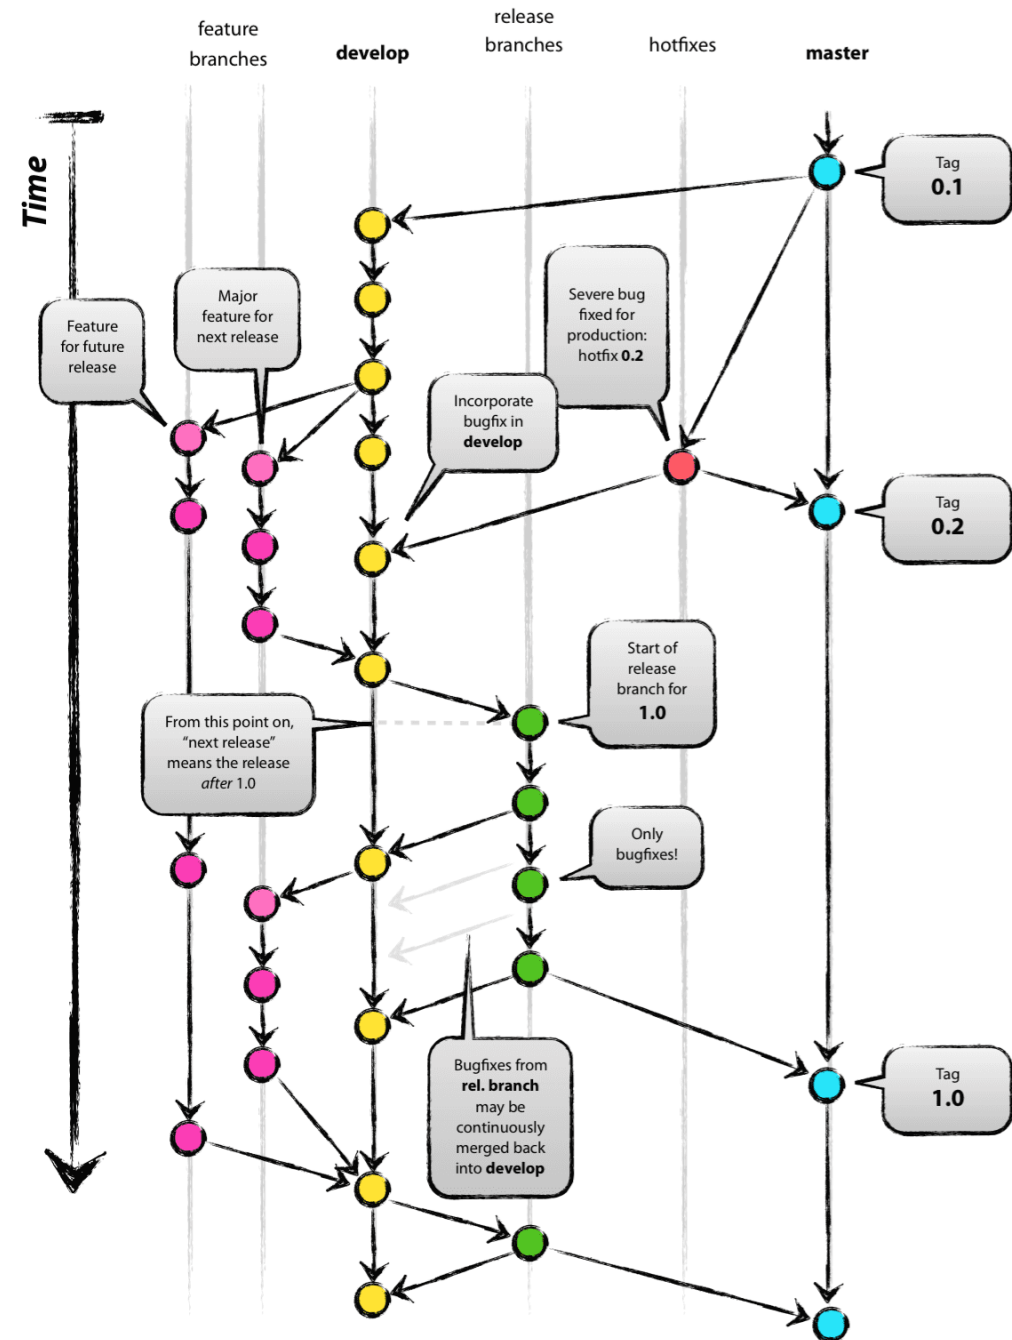 feature
branches
develop
release
branches
hotfixes
master
Time
Tag
0.1
Major
feature for
next release
Severe bug
fixed for
production:
hotfix 0.2
Feature
for future
release
Incorporate
bugfix in
develop
Tag
0.2
Start of
release
branch for
1.0
From this point on,
“next release”
means the release
after 1.0
Only
bugfixes!
Bugfixes from
rel. branch
may be
continuously
merged back
into develop
Tag
1.0